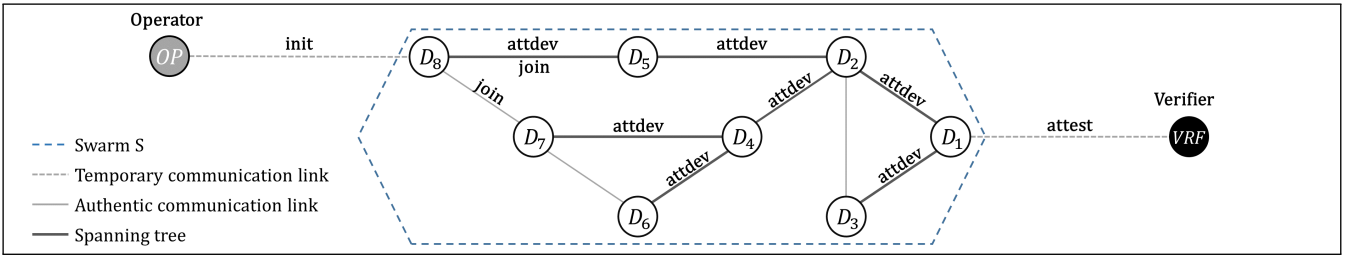 Operator
OP
init
D8
attdev
join
D5
attdev
D2
join
attdev
attdev
D7
attdev
D4
D1
attest
Verifier
VRF
attdev
attdev
D6
D3
Swarm S
Temporary communication link
Authentic communication link
Spanning tree